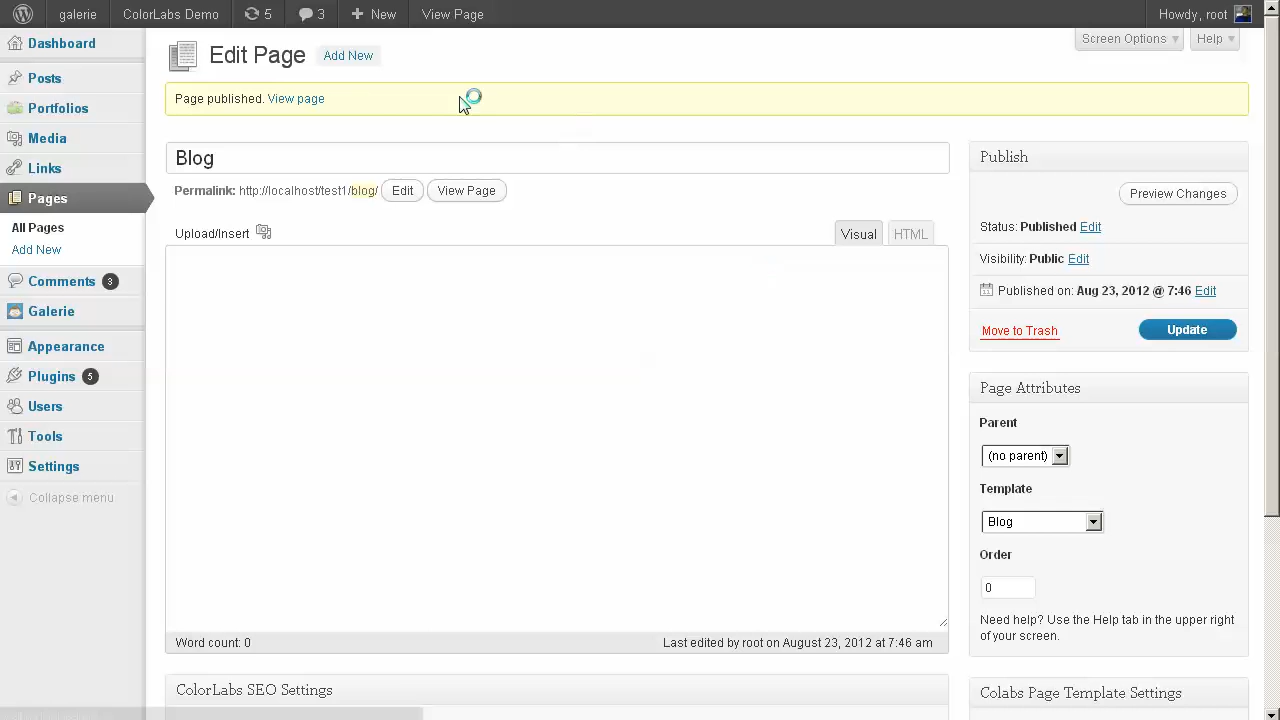 galerie ColorLabs Demo 5 3 New View Page Howdy, root
Dashboard
Posts
Portfolios
Media
Links
Pages
All Pages
Add New
Comments 3
Galerie
Appearance
Plugins 5
Users
Tools
Settings
Collapse menu
Screen Options Help
Edit Page Add New
Page published. View page
Blog
Permalink: http://localhost/test1/blog/ Edit View Page
Upload/Insert Visual HTML
Word count: 0 Last edited by root on August 23, 2012 at 7:46 am
ColorLabs SEO Settings
Publish
Preview Changes
Status: Published Edit
Visibility: Public Edit
Published on: Aug 23, 2012 @ 7:46 Edit
Move to Trash Update
Page Attributes
Parent
(no parent)
Template
Blog
Order
0
Need help? Use the Help tab in the upper right
of your screen.
Colabs Page Template Settings